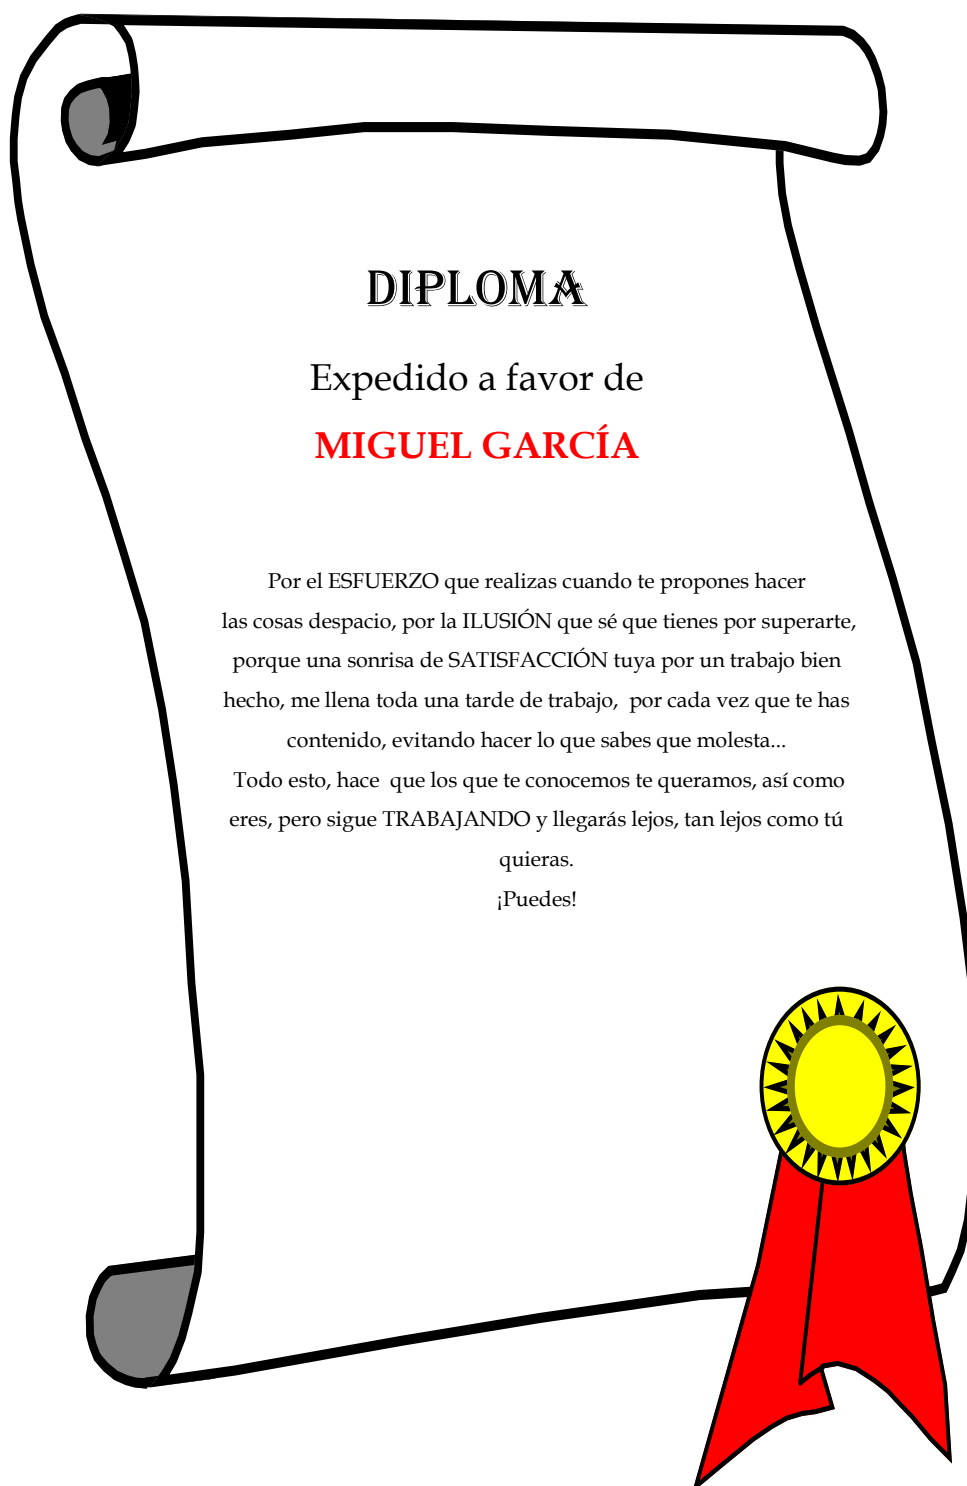 DIPLOMA
Expedido a favor de
MIGUEL GARCÍA
Por el ESFUERZO que realizas cuando te propones hacer
las cosas despacio, por la ILUSIÓN que sé que tienes por superarte,
porque una sonrisa de SATISFACCIÓN tuya por un trabajo bien
hecho, me llena toda una tarde de trabajo,  por cada vez que te has
contenido, evitando hacer lo que sabes que molesta...
Todo esto, hace  que los que te conocemos te queramos, así como
eres, pero sigue TRABAJANDO y llegarás lejos, tan lejos como tú
quieras.
¡Puedes!